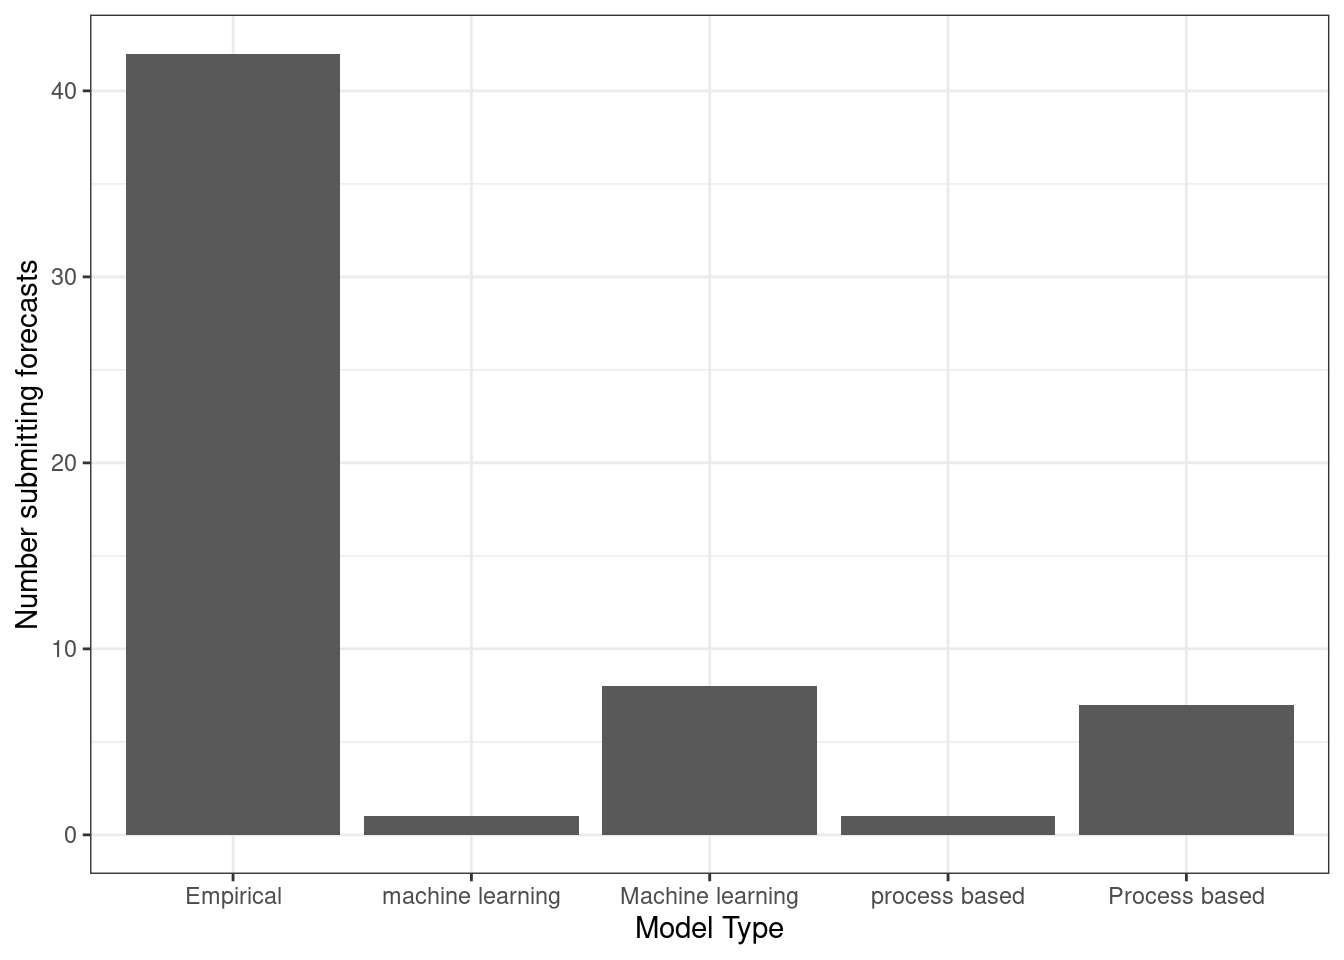 Number submitting forecasts
40
30
20
10
0
Empirical
machine learning
Machine learning
process based
Process based
Model Type